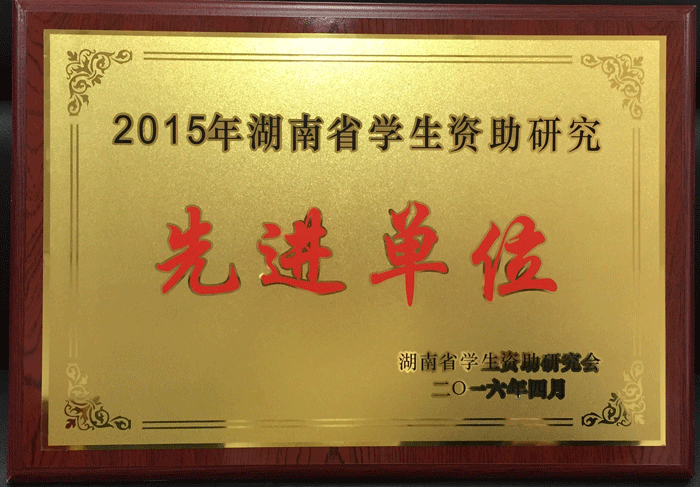 2015年湖南省学生资助研究
先进单位
湖南省学生资助研究会
二〇一六年四月